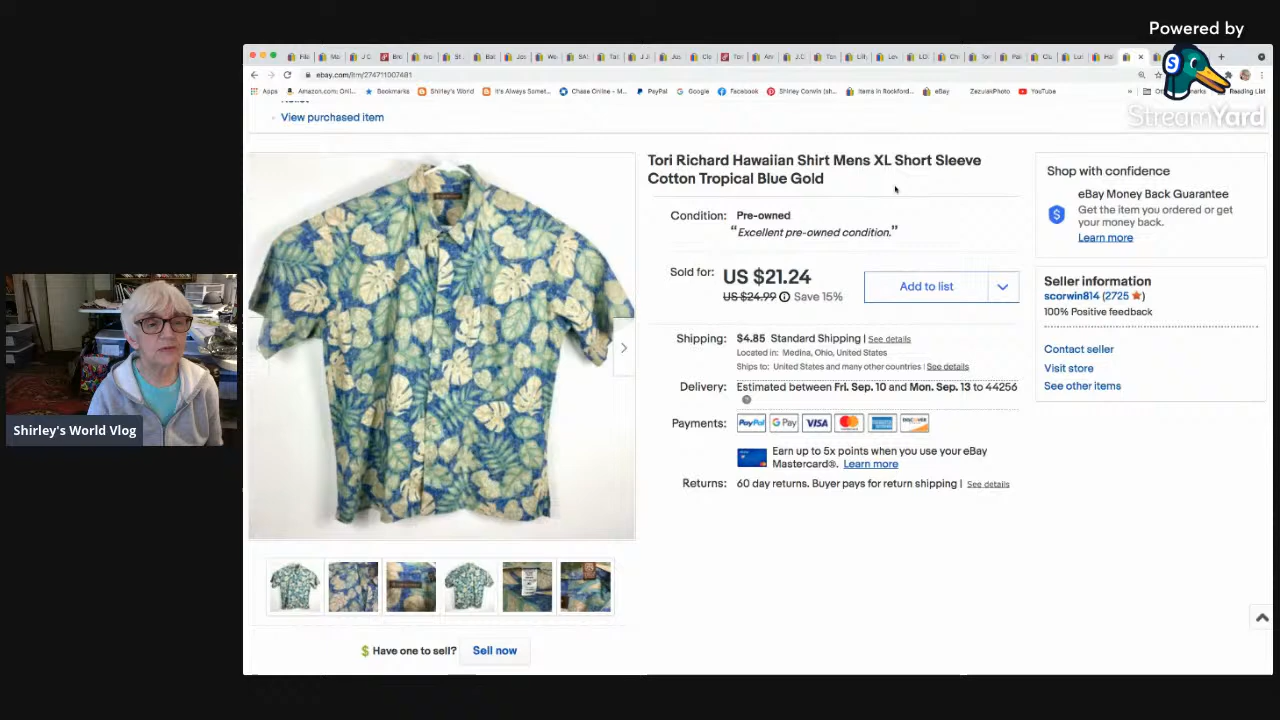 Powered by
StreamYard
ebay.com/itm/274711007481
Apps
Amazon.com: Onli...
Bookmarks
Shirley's World
It's Always Somet...
Chase Online - M...
PayPal
Google
Facebook
Items in Rockford...
eBay
ZezulakPhoto
YouTube
Reading List
View purchased item
Tori Richard Hawaiian Shirt Mens XL Short Sleeve
Cotton Tropical Blue Gold
Condition: Pre-owned
“Excellent pre-owned condition.”
Sold for: US $21.24
US $24.99 Save 15%
Add to list
Shipping: $4.85 Standard Shipping | See details
Located in: Medina, Ohio, United States
Ships to: United States and many other countries | See details
Delivery: Estimated between Fri. Sep. 10 and Mon. Sep. 13 to 44256
Payments: PayPal G Pay VISA
Earn up to 5x points when you use your eBay
Mastercard®. Learn more
Returns: 60 day returns. Buyer pays for return shipping | See details
Shop with confidence
eBay Money Back Guarantee
Get the item you ordered or get
your money back.
Learn more
Seller information
scorwin814 (2725 ★)
100% Positive feedback
Contact seller
Visit store
See other items
Have one to sell? Sell now
Shirley's World Vlog